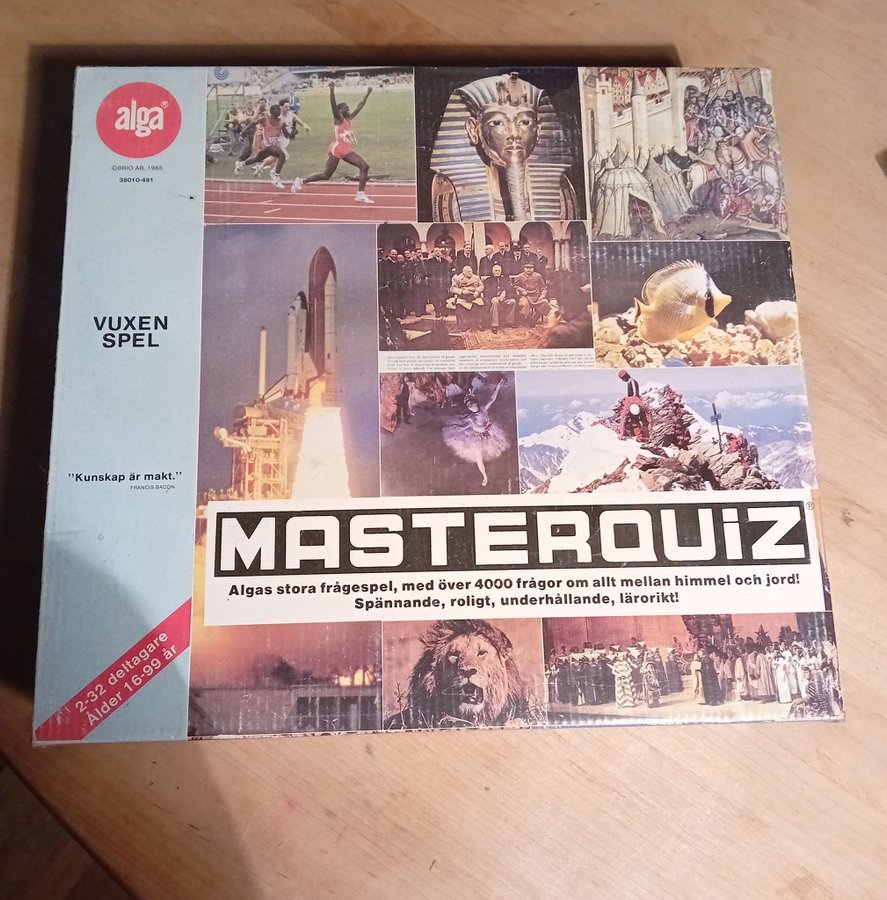 alga®
©BRIO AB, 1985
38010-491
VUXEN
SPEL
"Kunskap är makt."
FRANCIS BACON
MASTERQUiZ®
Algas stora frågespel, med över 4000 frågor om allt mellan himmel och jord!
Spännande, roligt, underhållande, lärorikt!
2-32 deltagare
Ålder 16-99 år